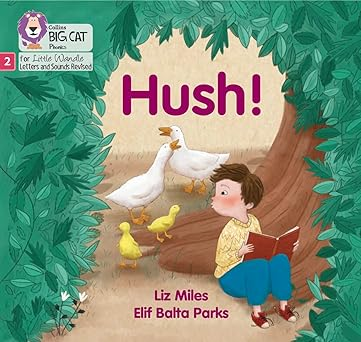 Collins
BIG CAT
Phonics
2
for Little Wandle
Letters and Sounds Revised
Hush!
Liz Miles
Elif Balta Parks